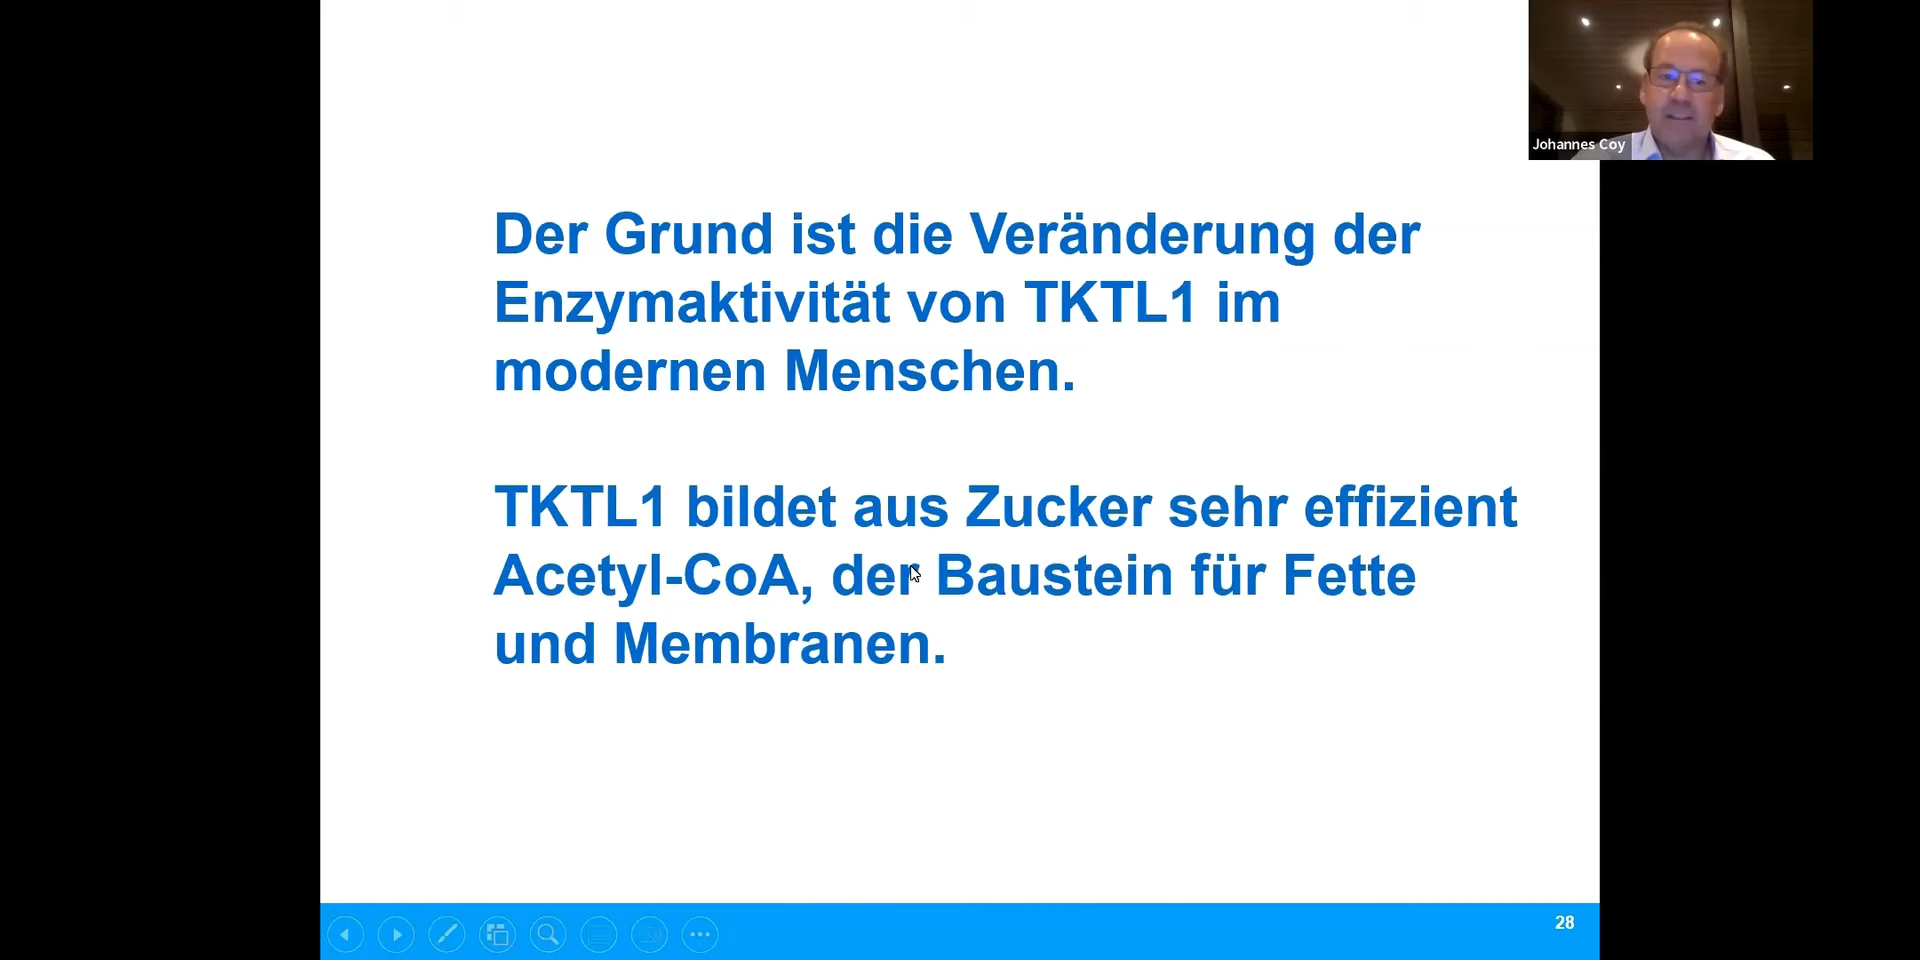 Johannes Coy
Der Grund ist die Veränderung der
Enzymaktivität von TKTL1 im
modernen Menschen.
TKTL1 bildet aus Zucker sehr effizient
Acetyl-CoA, der Baustein für Fette
und Membranen.
28